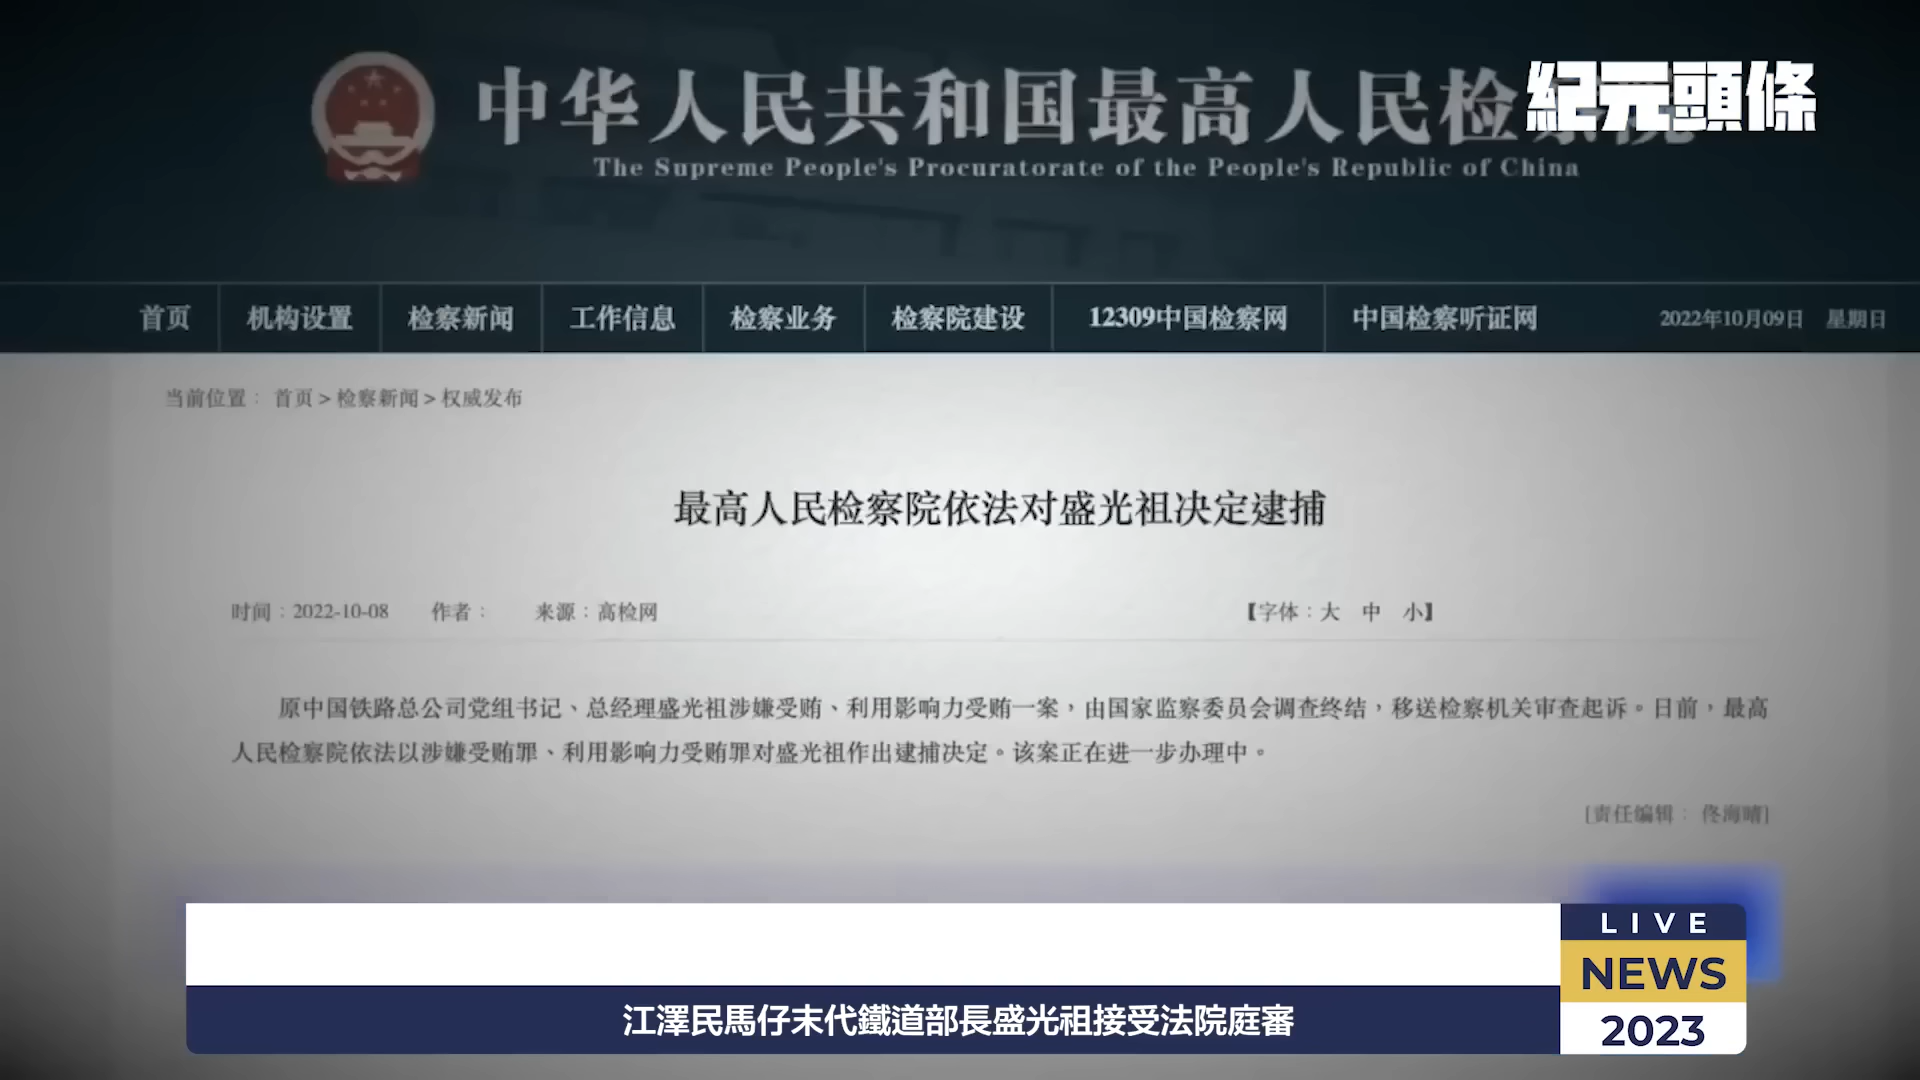 中华人民共和国最高人民检
紀元頭條
The Supreme People's Procuratorate of the People's Republic of China
首页 机构设置 检察新闻 工作信息 检察业务 检察院建设 12309中国检察网 中国检察听证网 2022年10月09日 星期日
当前位置： 首页 > 检察新闻 > 权威发布
最高人民检察院依法对盛光祖决定逮捕
时间：2022-10-08 作者： 来源：高检网 【字体：大 中 小】
原中国铁路总公司党组书记、总经理盛光祖涉嫌受贿、利用影响力受贿一案，由国家监察委员会调查终结，移送检察机关审查起诉。日前，最高
人民检察院依法以涉嫌受贿罪、利用影响力受贿罪对盛光祖作出逮捕决定。该案正在进一步办理中。
[责任编辑： 佟海晴]
LIVE
NEWS
2023
江澤民馬仔末代鐵道部長盛光祖接受法院庭審